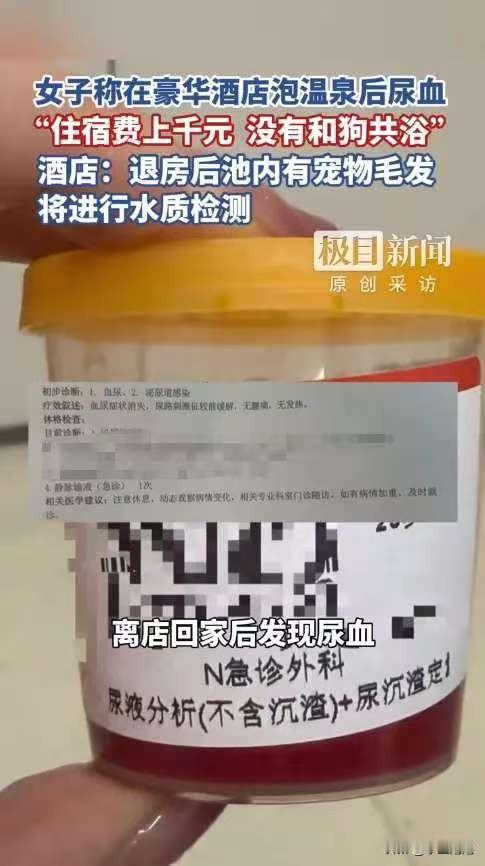 女子称在豪华酒店泡温泉后尿血
“住宿费上千元 没有和狗共浴”
酒店：退房后池内有宠物毛发
将进行水质检测
极目新闻
原创采访
初步诊断：1. 血尿，2. 泌尿道感染
疗效叙述：血尿症状消失，尿路刺激征较前缓解，无腰痛，无发热。
体格检查：
目前诊断：
4. 静脉输液（急诊） 1次
相关医学建议：注意休息，动态观察病情变化，相关专业科室门诊随访，如有病情加重，及时就诊。
离店回家后发现尿血
N急诊外科
尿液分析(不含沉渣)+尿沉渣定